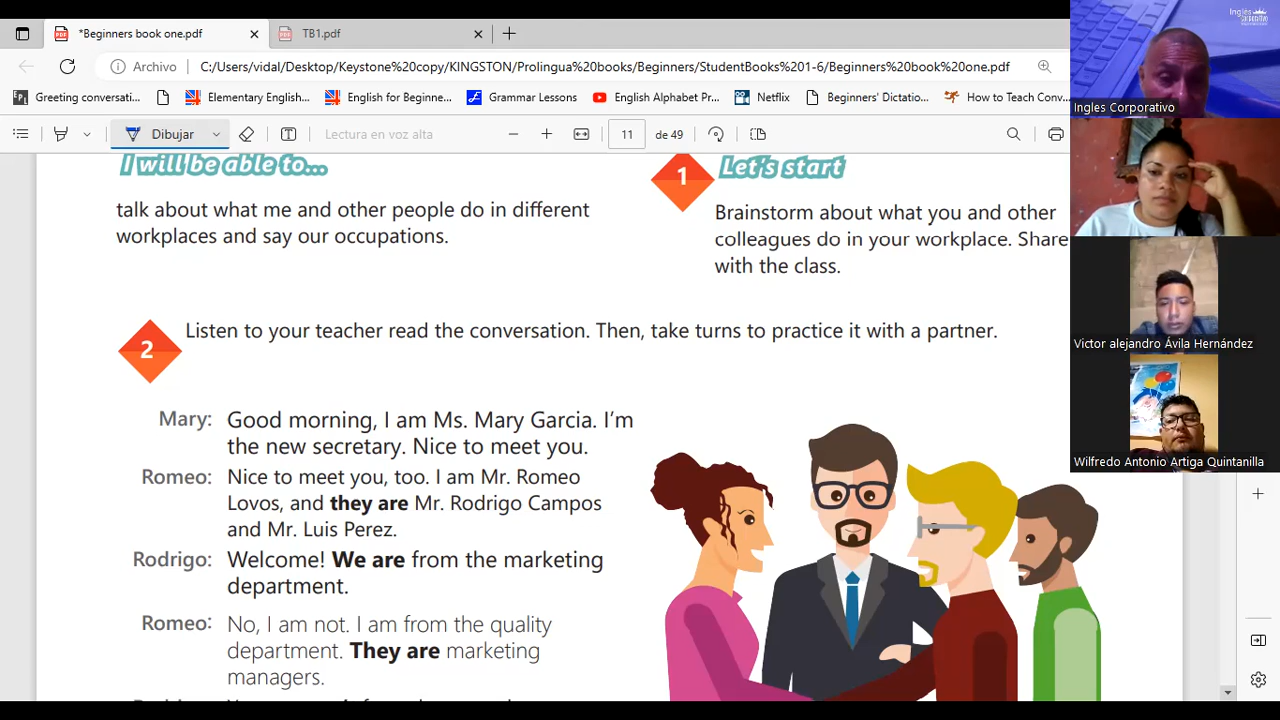 *Beginners book one.pdf
TB1.pdf
Archivo
C:/Users/vidal/Desktop/Keystone%20copy/KINGSTON/Prolingua%20books/Beginners/StudentBooks%201-6/Beginners%20book%20one.pdf
Greeting conversati...
Elementary English...
English for Beginne...
Grammar Lessons
English Alphabet Pr...
Netflix
Beginners' Dictatio...
How to Teach Conv...
Dibujar
Lectura en voz alta
11
de 49
I will be able to...
talk about what me and other people do in different
workplaces and say our occupations.
1
Let's start
Brainstorm about what you and other
colleagues do in your workplace. Share
with the class.
2
Listen to your teacher read the conversation. Then, take turns to practice it with a partner.
Mary: Good morning, I am Ms. Mary Garcia. I'm
the new secretary. Nice to meet you.
Romeo: Nice to meet you, too. I am Mr. Romeo
Lovos, and they are Mr. Rodrigo Campos
and Mr. Luis Perez.
Rodrigo: Welcome! We are from the marketing
department.
Romeo: No, I am not. I am from the quality
department. They are marketing
managers.
Ingles Corporativo
Victor alejandro Ávila Hernández
Wilfredo Antonio Artiga Quintanilla